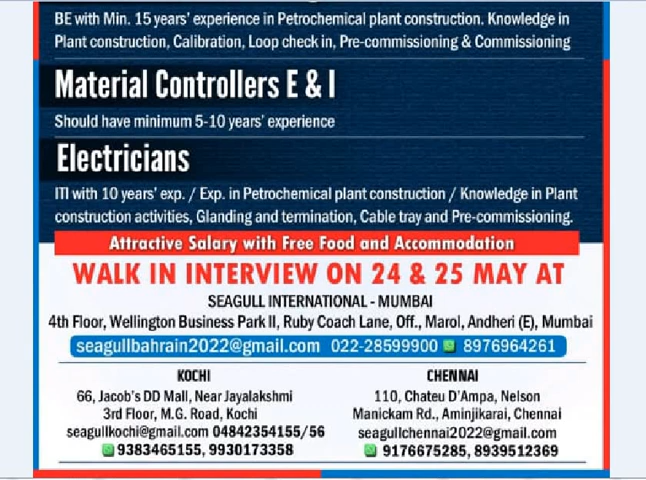 BE with Min. 15 years' experience in Petrochemical plant construction. Knowledge in
Plant construction, Calibration, Loop check in, Pre-commissioning & Commissioning
Material Controllers E & I
Should have minimum 5-10 years' experience
Electricians
ITI with 10 years' exp. / Exp. in Petrochemical plant construction / Knowledge in Plant
construction activities, Glanding and termination, Cable tray and Pre-commissioning.
Attractive Salary with Free Food and Accommodation
WALK IN INTERVIEW ON 24 & 25 MAY AT
SEAGULL INTERNATIONAL - MUMBAI
4th Floor, Wellington Business Park II, Ruby Coach Lane, Off., Marol, Andheri (E), Mumbai
seagullbahrain2022@gmail.com 022-28599900 8976964261
KOCHI
66, Jacob's DD Mall, Near Jayalakshmi
3rd Floor, M.G. Road, Kochi
seagullkochi@gmail.com 04842354155/56
9383465155, 9930173358
CHENNAI
110, Chateu D'Ampa, Nelson
Manickam Rd., Aminjikarai, Chennai
seagullchennai2022@gmail.com
9176675285, 8939512369